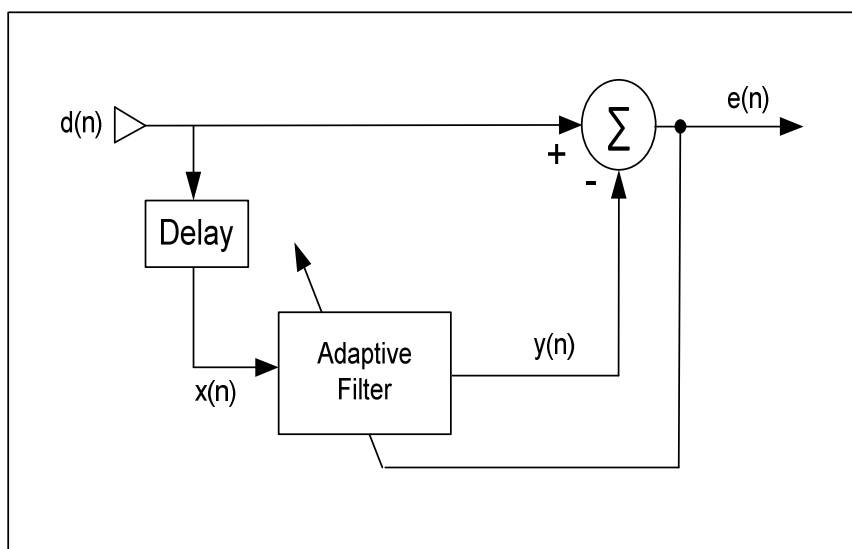 e(n)
d(n)
Σ
+
-
Delay
Adaptive
Filter
y(n)
x(n)